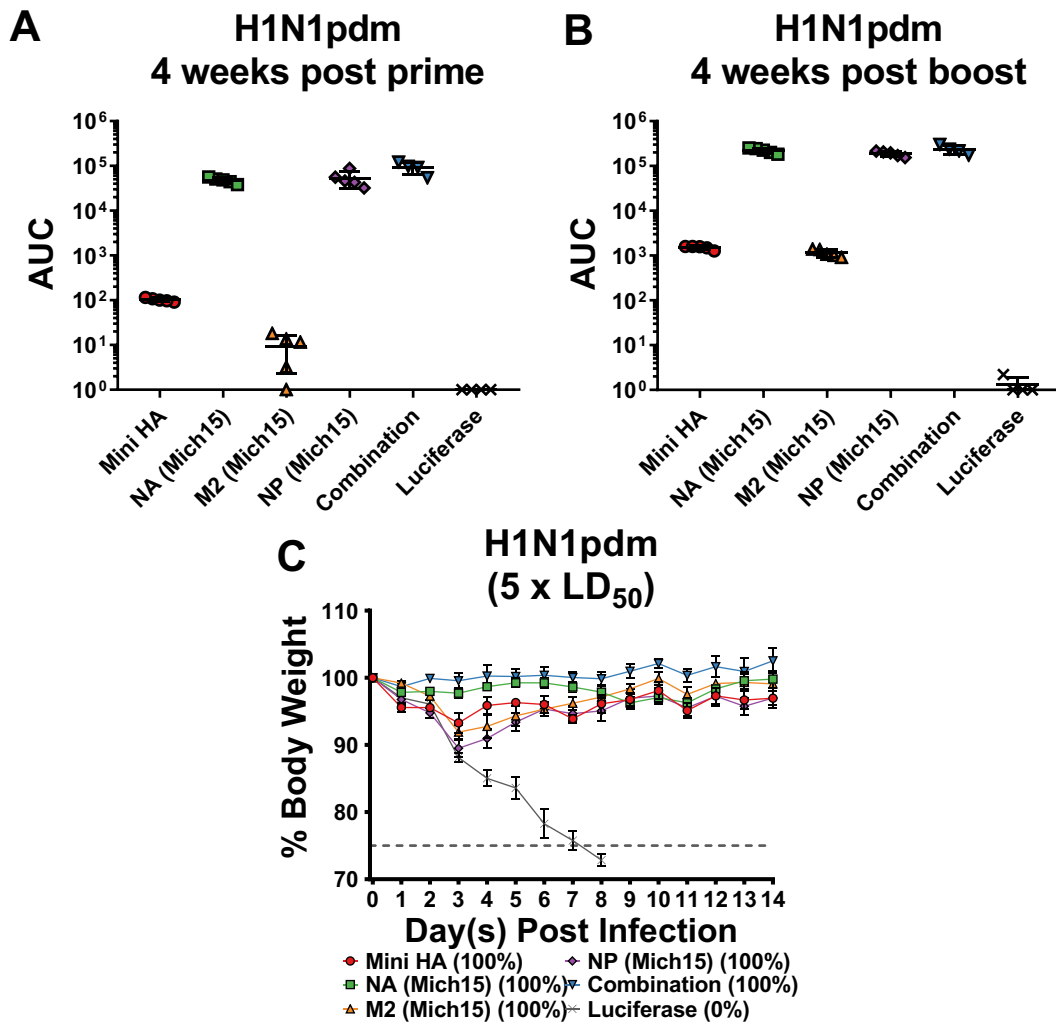 A
H1N1pdm
4 weeks post prime
AUC
10⁶
10⁵
10⁴
10³
10²
10¹
10⁰
Mini HA
NA (Mich15)
M2 (Mich15)
NP (Mich15)
Combination
Luciferase
B
H1N1pdm
4 weeks post boost
AUC
10⁶
10⁵
10⁴
10³
10²
10¹
10⁰
Mini HA
NA (Mich15)
M2 (Mich15)
NP (Mich15)
Combination
Luciferase
C
H1N1pdm
(5 x LD₅₀)
% Body Weight
110
100
90
80
70
0 1 2 3 4 5 6 7 8 9 10 11 12 13 14
Day(s) Post Infection
Mini HA (100%)
NA (Mich15) (100%)
M2 (Mich15) (100%)
NP (Mich15) (100%)
Combination (100%)
Luciferase (0%)